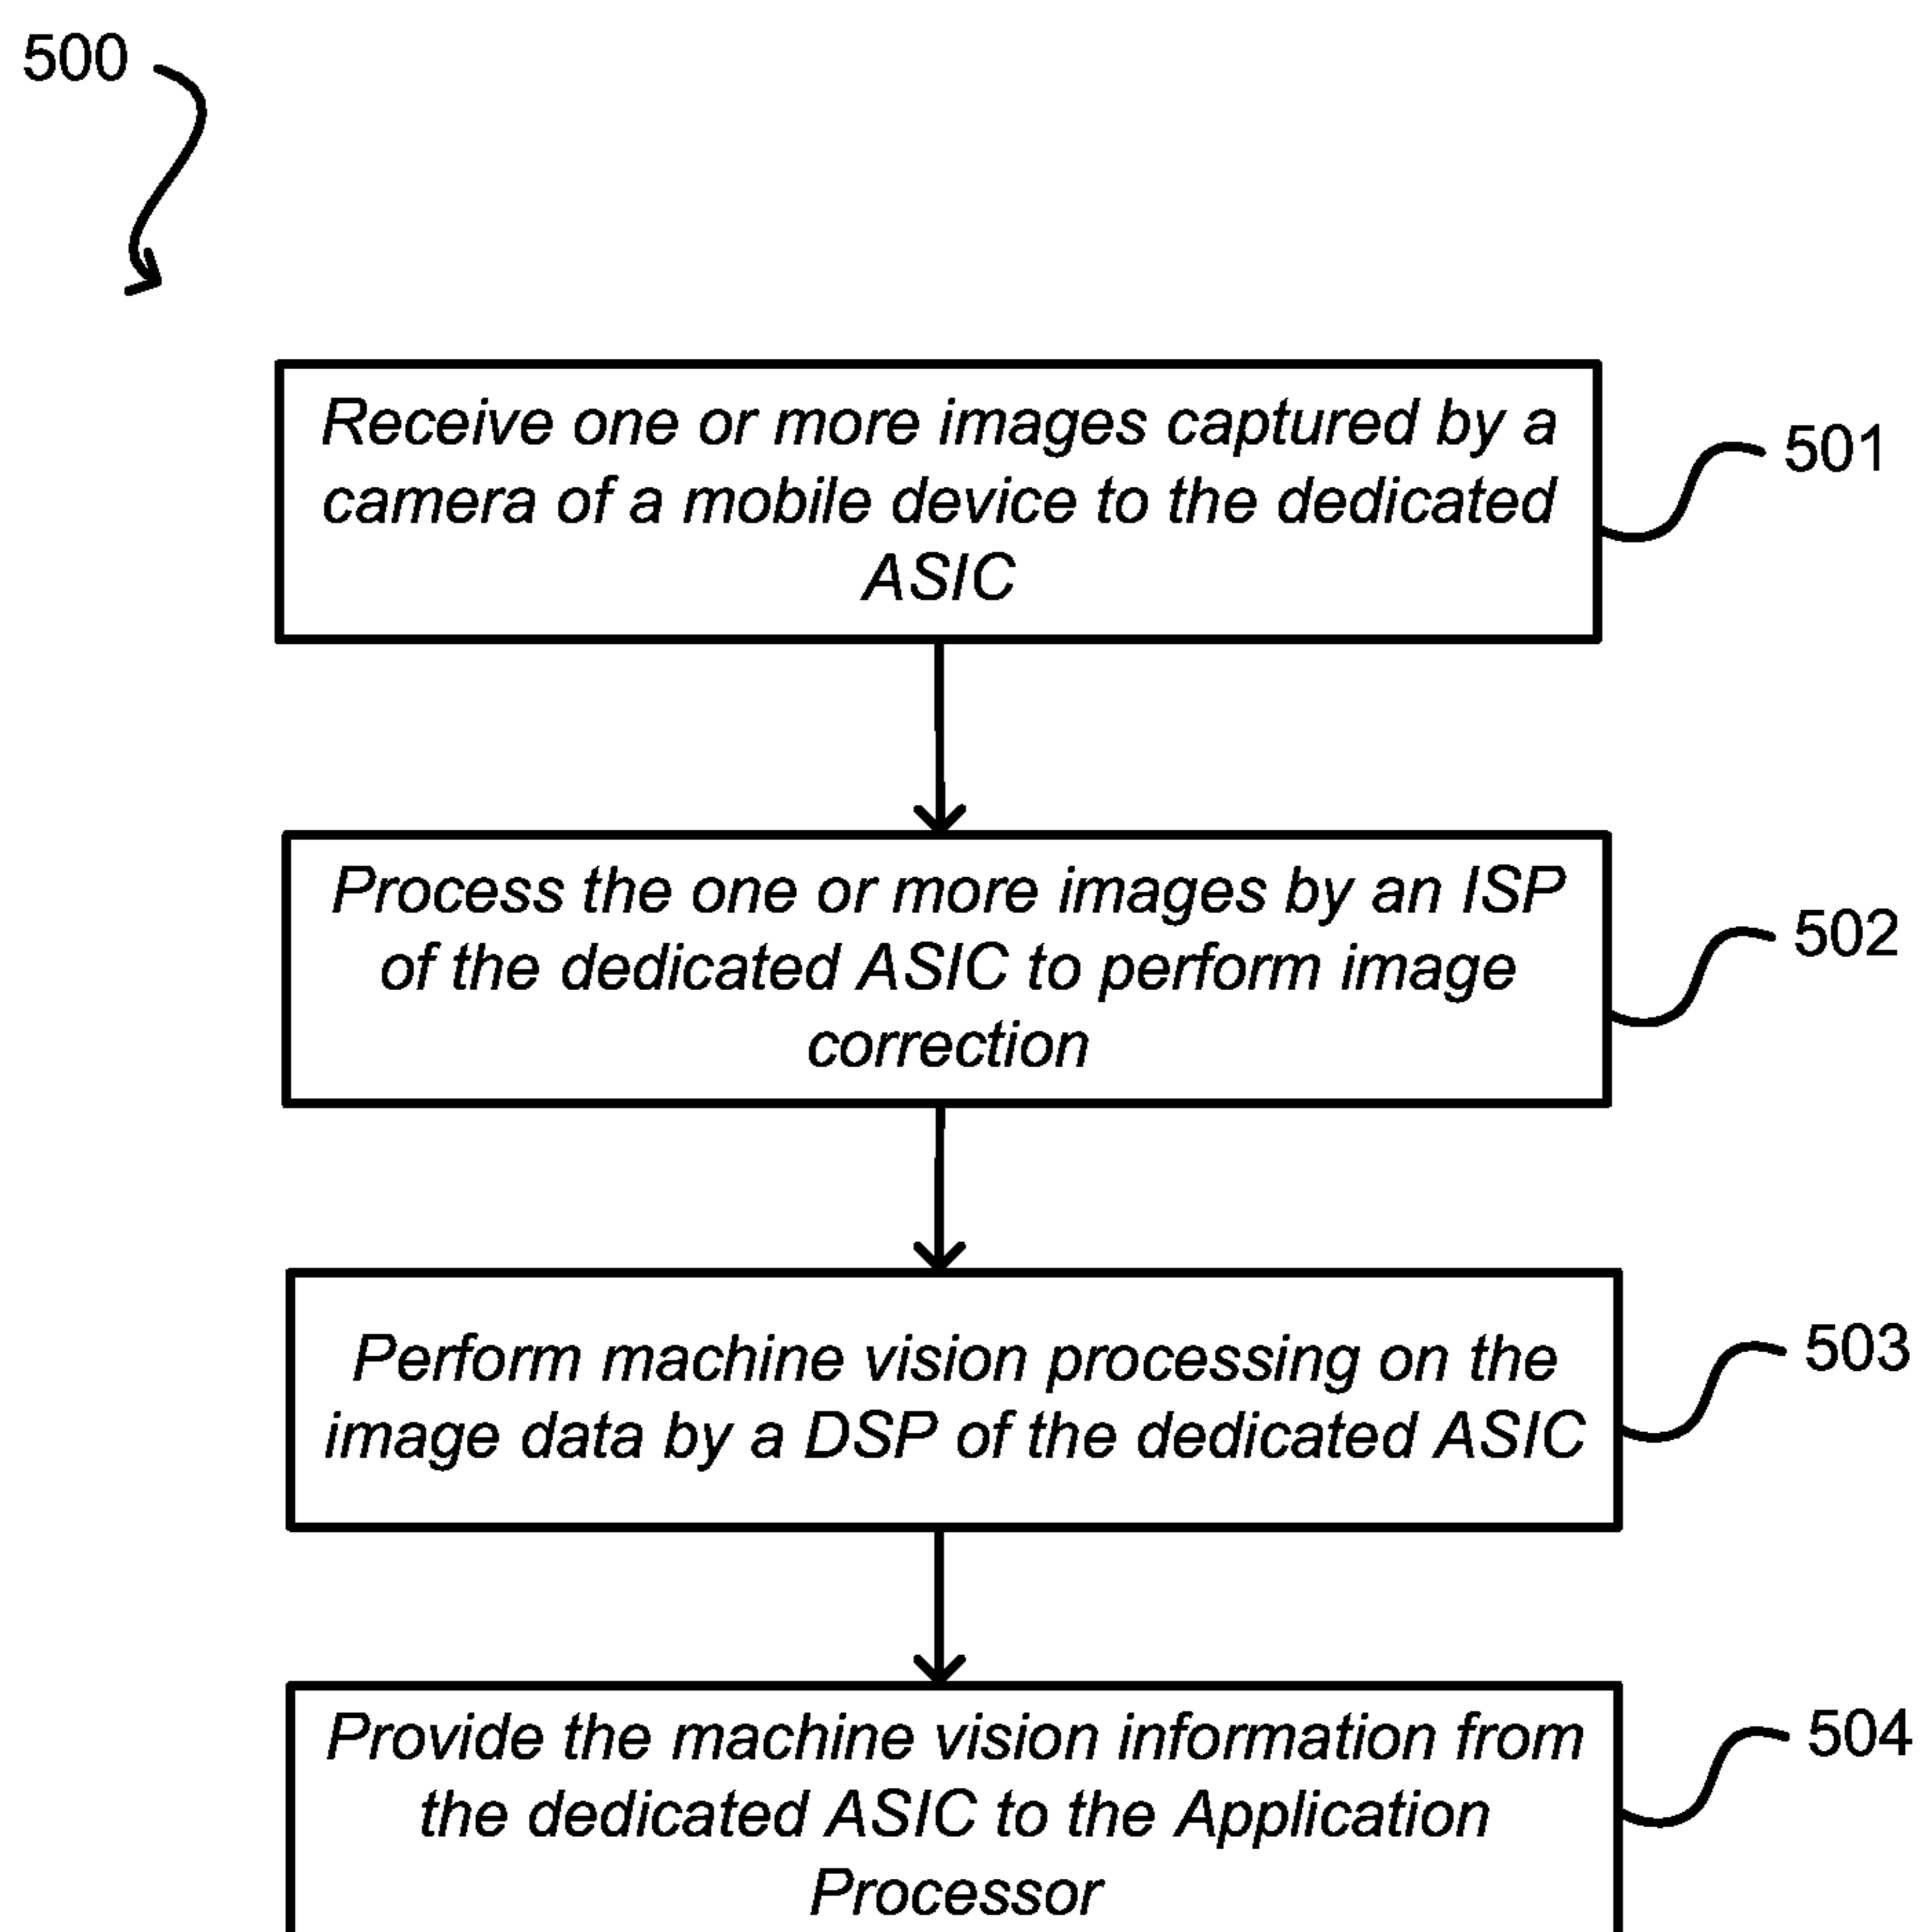 500
Receive one or more images captured by a
camera of a mobile device to the dedicated
ASIC
501
Process the one or more images by an ISP
of the dedicated ASIC to perform image
correction
502
Perform machine vision processing on the
image data by a DSP of the dedicated ASIC
503
Provide the machine vision information from
the dedicated ASIC to the Application
Processor
504